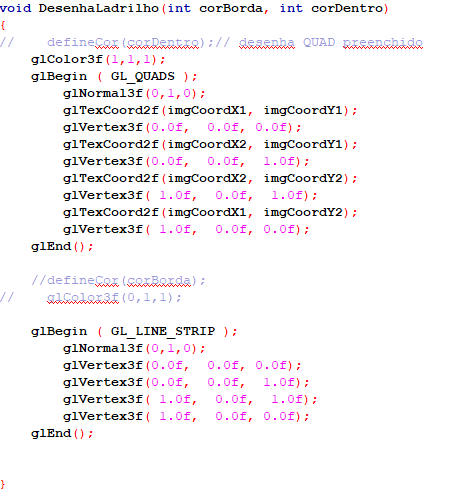 void DesenhaLadrilho(int corBorda, int corDentro)
{
//    defineCor(corDentro);// desenha QUAD preenchido
    glColor3f(1,1,1);
    glBegin ( GL_QUADS );
        glNormal3f(0,1,0);
        glTexCoord2f(imgCoordX1, imgCoordY1);
        glVertex3f(0.0f,  0.0f, 0.0f);
        glTexCoord2f(imgCoordX2, imgCoordY1);
        glVertex3f(0.0f,  0.0f,  1.0f);
        glTexCoord2f(imgCoordX2, imgCoordY2);
        glVertex3f( 1.0f,  0.0f,  1.0f);
        glTexCoord2f(imgCoordX1, imgCoordY2);
        glVertex3f( 1.0f,  0.0f, 0.0f);
    glEnd();
    //defineCor(corBorda);
//    glColor3f(0,1,1);
    glBegin ( GL_LINE_STRIP );
        glNormal3f(0,1,0);
        glVertex3f(0.0f,  0.0f, 0.0f);
        glVertex3f(0.0f,  0.0f,  1.0f);
        glVertex3f( 1.0f,  0.0f,  1.0f);
        glVertex3f( 1.0f,  0.0f, 0.0f);
    glEnd();
}